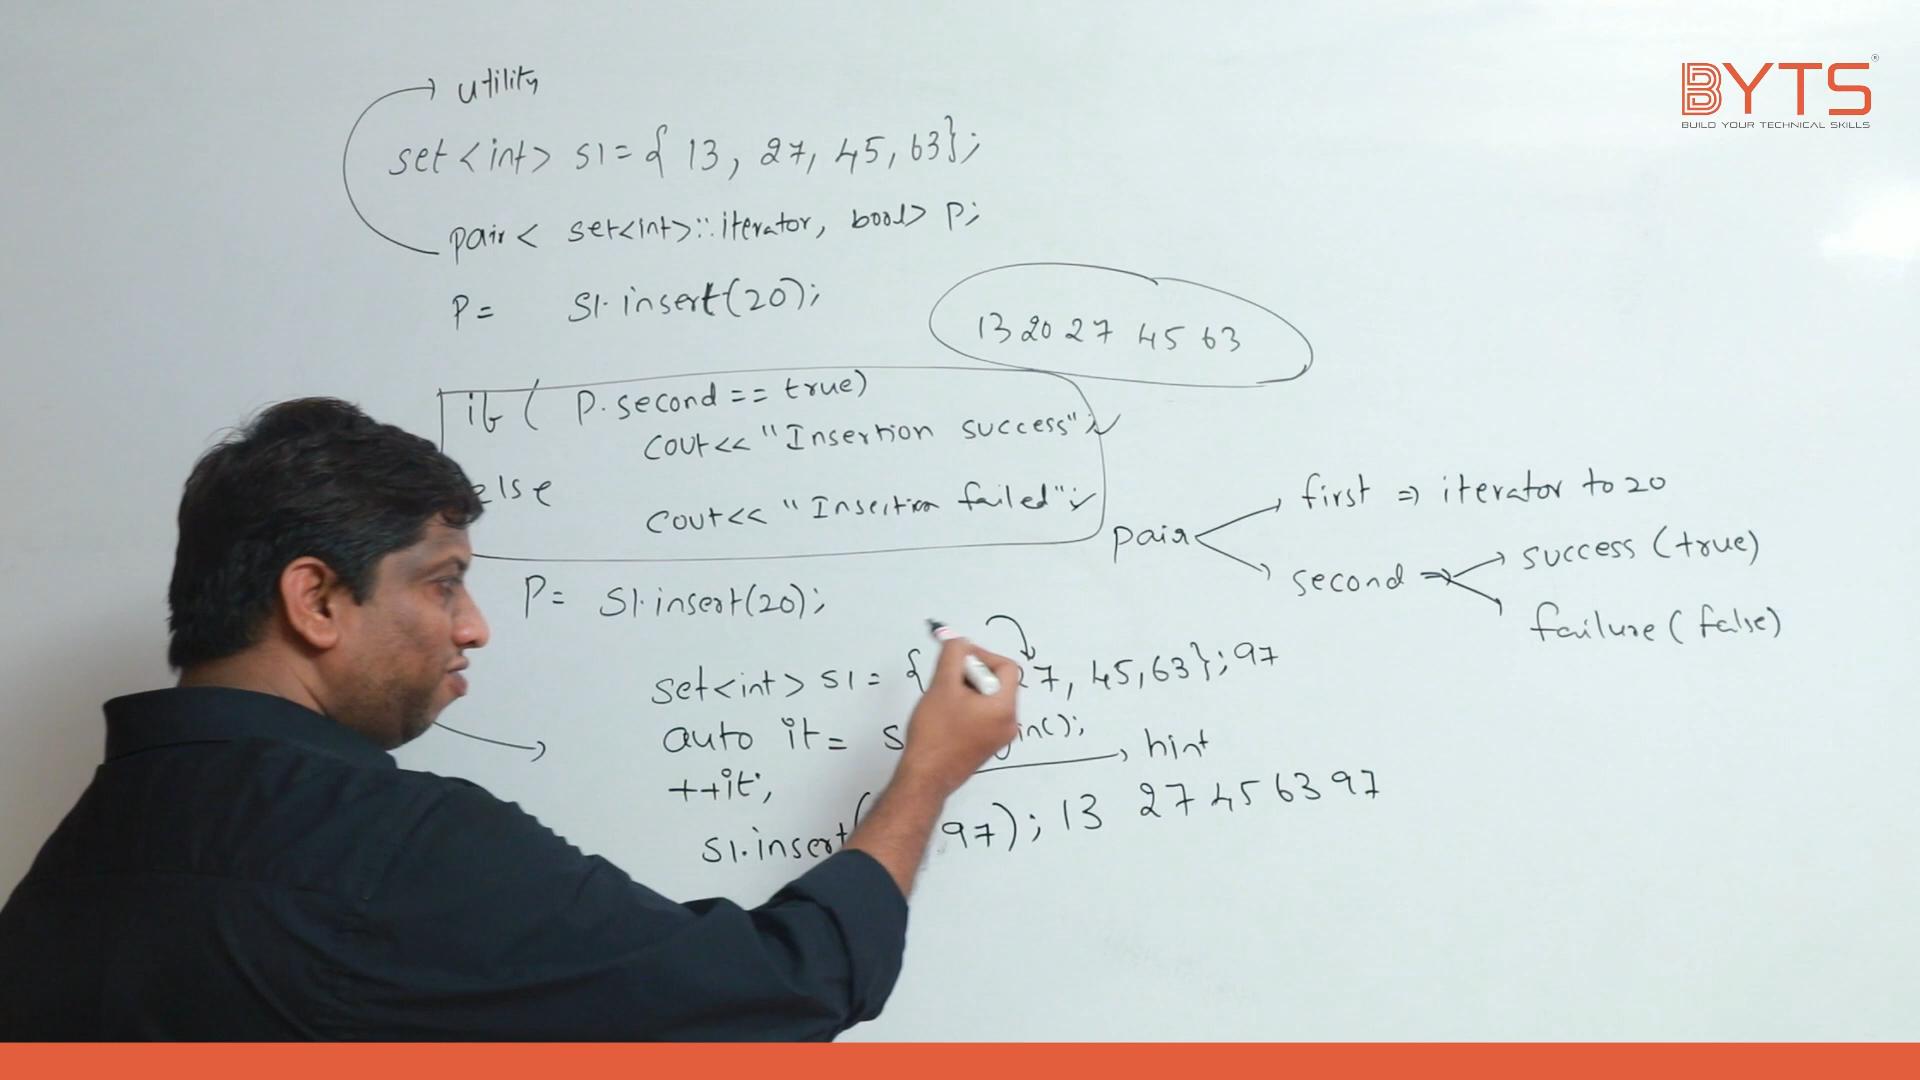 BYTS
BUILD YOUR TECHNICAL SKILLS
utility
set<int> s1 = { 13, 27, 45, 63};
pair< set<int>::iterator, bool> p;
P= S1.insert(20);
13 20 27 45 63
if ( P.second == true)
cout<< "Insertion success";
else
cout<< "Insertion failed";
pair
first => iterator to 20
second => success (true)
failure (false)
P= S1.insert(20);
set<int> s1 = { 27, 45,63}; 97
auto it= s in();
hint
++it;
s1.insert( 97); 13 27 45 63 97